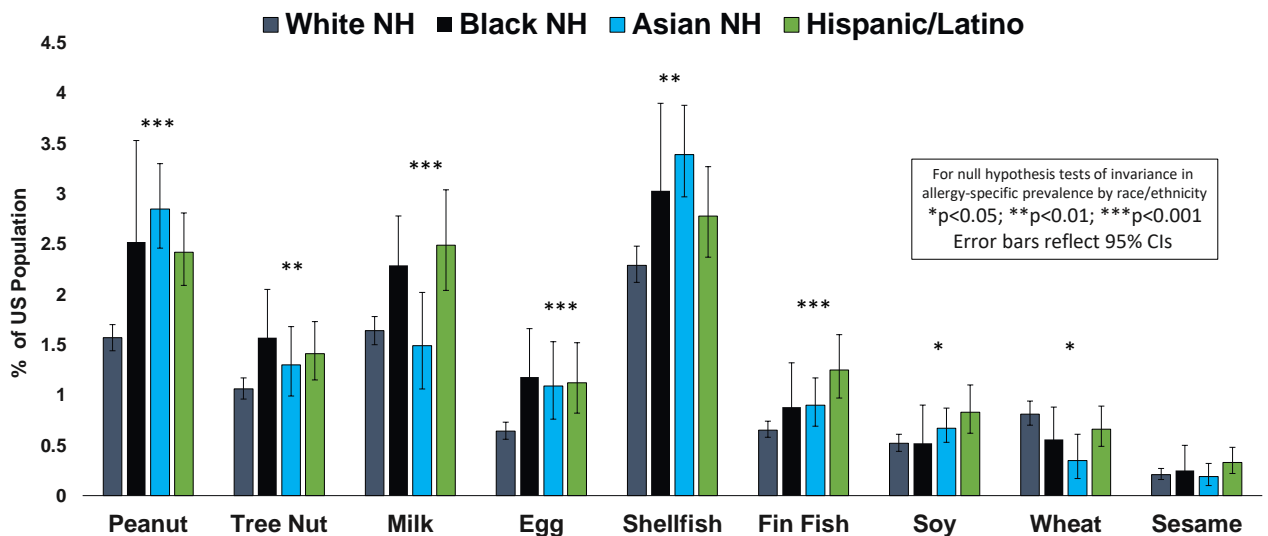 White NH Black NH Asian NH Hispanic/Latino
4.5
4
3.5
3
2.5
2
1.5
1
0.5
0
% of US Population
***
**
***
***
**
***
*
*
For null hypothesis tests of invariance in
allergy-specific prevalence by race/ethnicity
*p<0.05; **p<0.01; ***p<0.001
Error bars reflect 95% CIs
Peanut Tree Nut Milk Egg Shellfish Fin Fish Soy Wheat Sesame